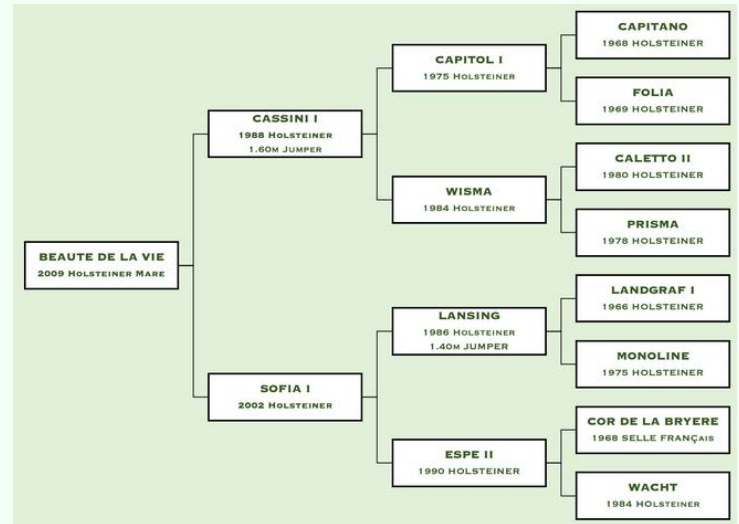 CAPITANO
1968 HOLSTEINER
CAPITOL I
1975 HOLSTEINER
FOLIA
1969 HOLSTEINER
CASSINI I
1988 HOLSTEINER
1.60M JUMPER
CALETTO II
1980 HOLSTEINER
WISMA
1984 HOLSTEINER
PRISMA
1978 HOLSTEINER
BEAUTE DE LA VIE
2009 HOLSTEINER MARE
LANDGRAF I
1966 HOLSTEINER
LANSING
1986 HOLSTEINER
1.40M JUMPER
MONOLINE
1975 HOLSTEINER
SOFIA I
2002 HOLSTEINER
COR DE LA BRYERE
1968 SELLE FRANÇAIS
ESPE II
1990 HOLSTEINER
WACHT
1984 HOLSTEINER